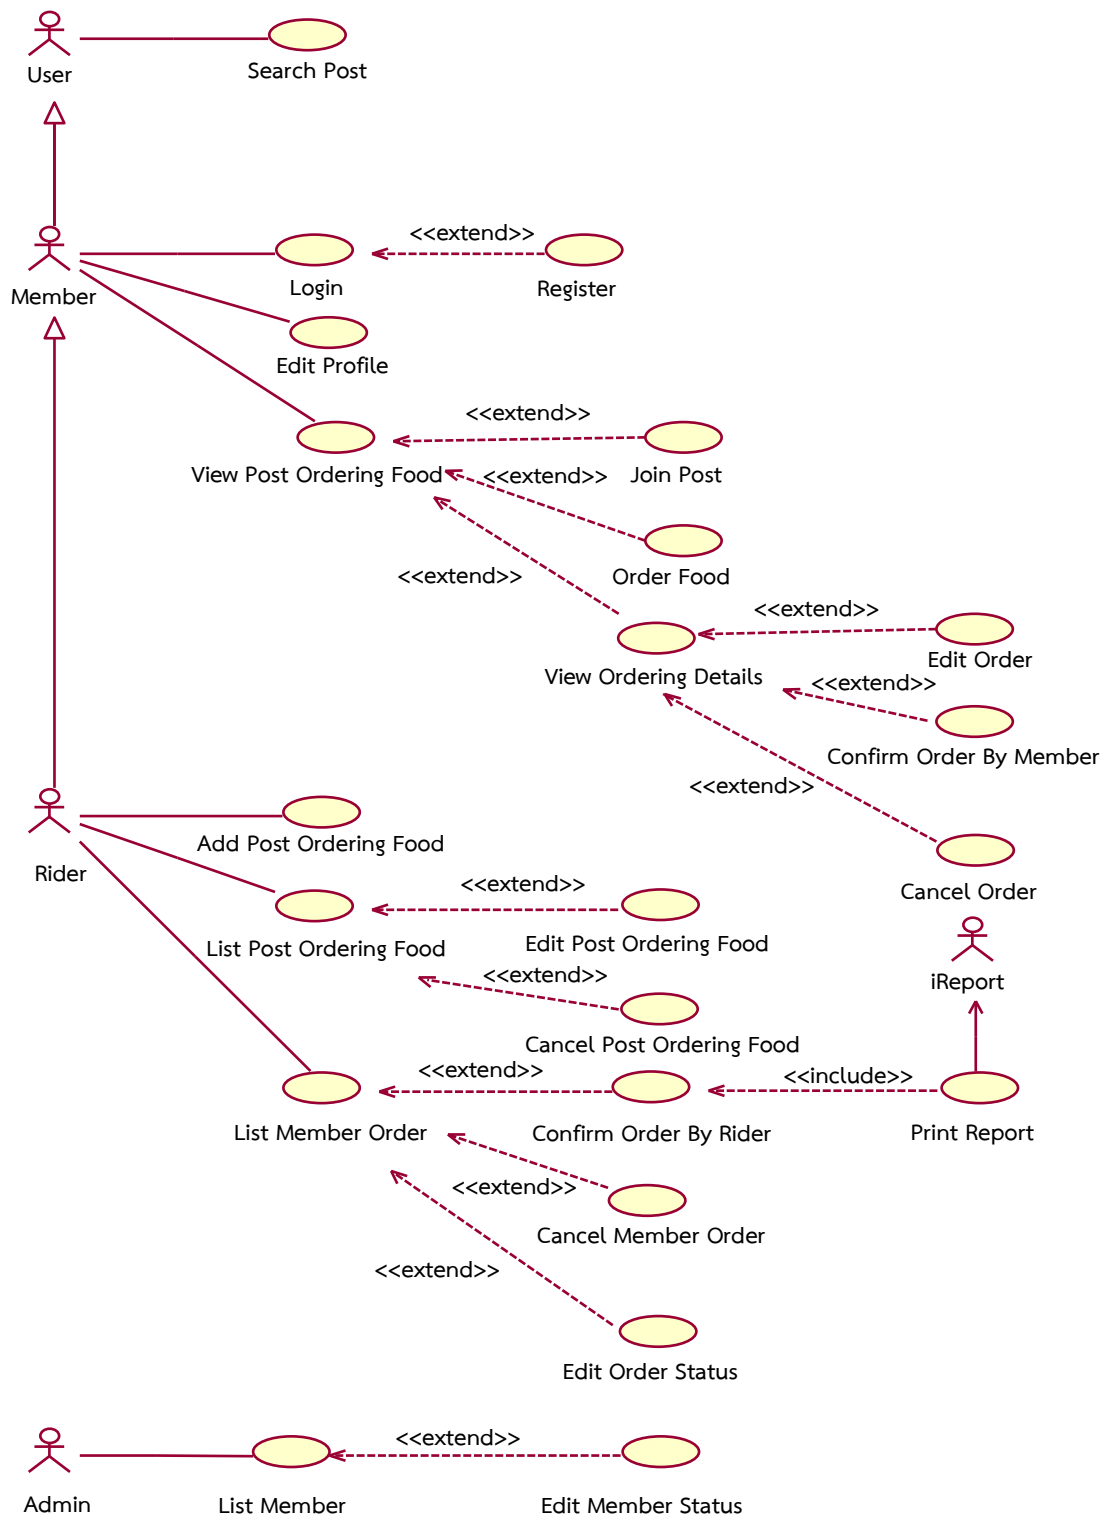 User
Search Post
<<extend>>
Login
Register
Member
Edit Profile
<<extend>>
View Post Ordering Food
<<extend>>
Join Post
<<extend>>
Order Food
<<extend>>
Edit Order
View Ordering Details
<<extend>>
Confirm Order By Member
<<extend>>
Add Post Ordering Food
Rider
<<extend>>
Cancel Order
List Post Ordering Food
Edit Post Ordering Food
<<extend>>
iReport
Cancel Post Ordering Food
<<extend>>
<<include>>
List Member Order
Confirm Order By Rider
Print Report
<<extend>>
Cancel Member Order
<<extend>>
Edit Order Status
<<extend>>
Admin
List Member
Edit Member Status